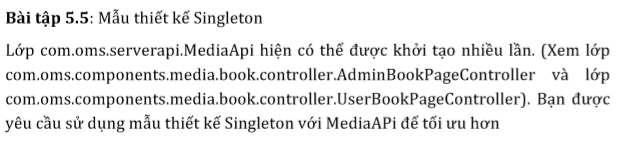 Bài tập 5.5: Mẫu thiết kế Singleton
Lớp com.oms.serverapi.MediaApi hiện có thể được khởi tạo nhiều lần. (Xem lớp
com.oms.components.media.book.controller.AdminBookPageController và lớp
com.oms.components.media.book.controller.UserBookPageController). Bạn được
yêu cầu sử dụng mẫu thiết kế Singleton với MediaAPi để tối ưu hơn